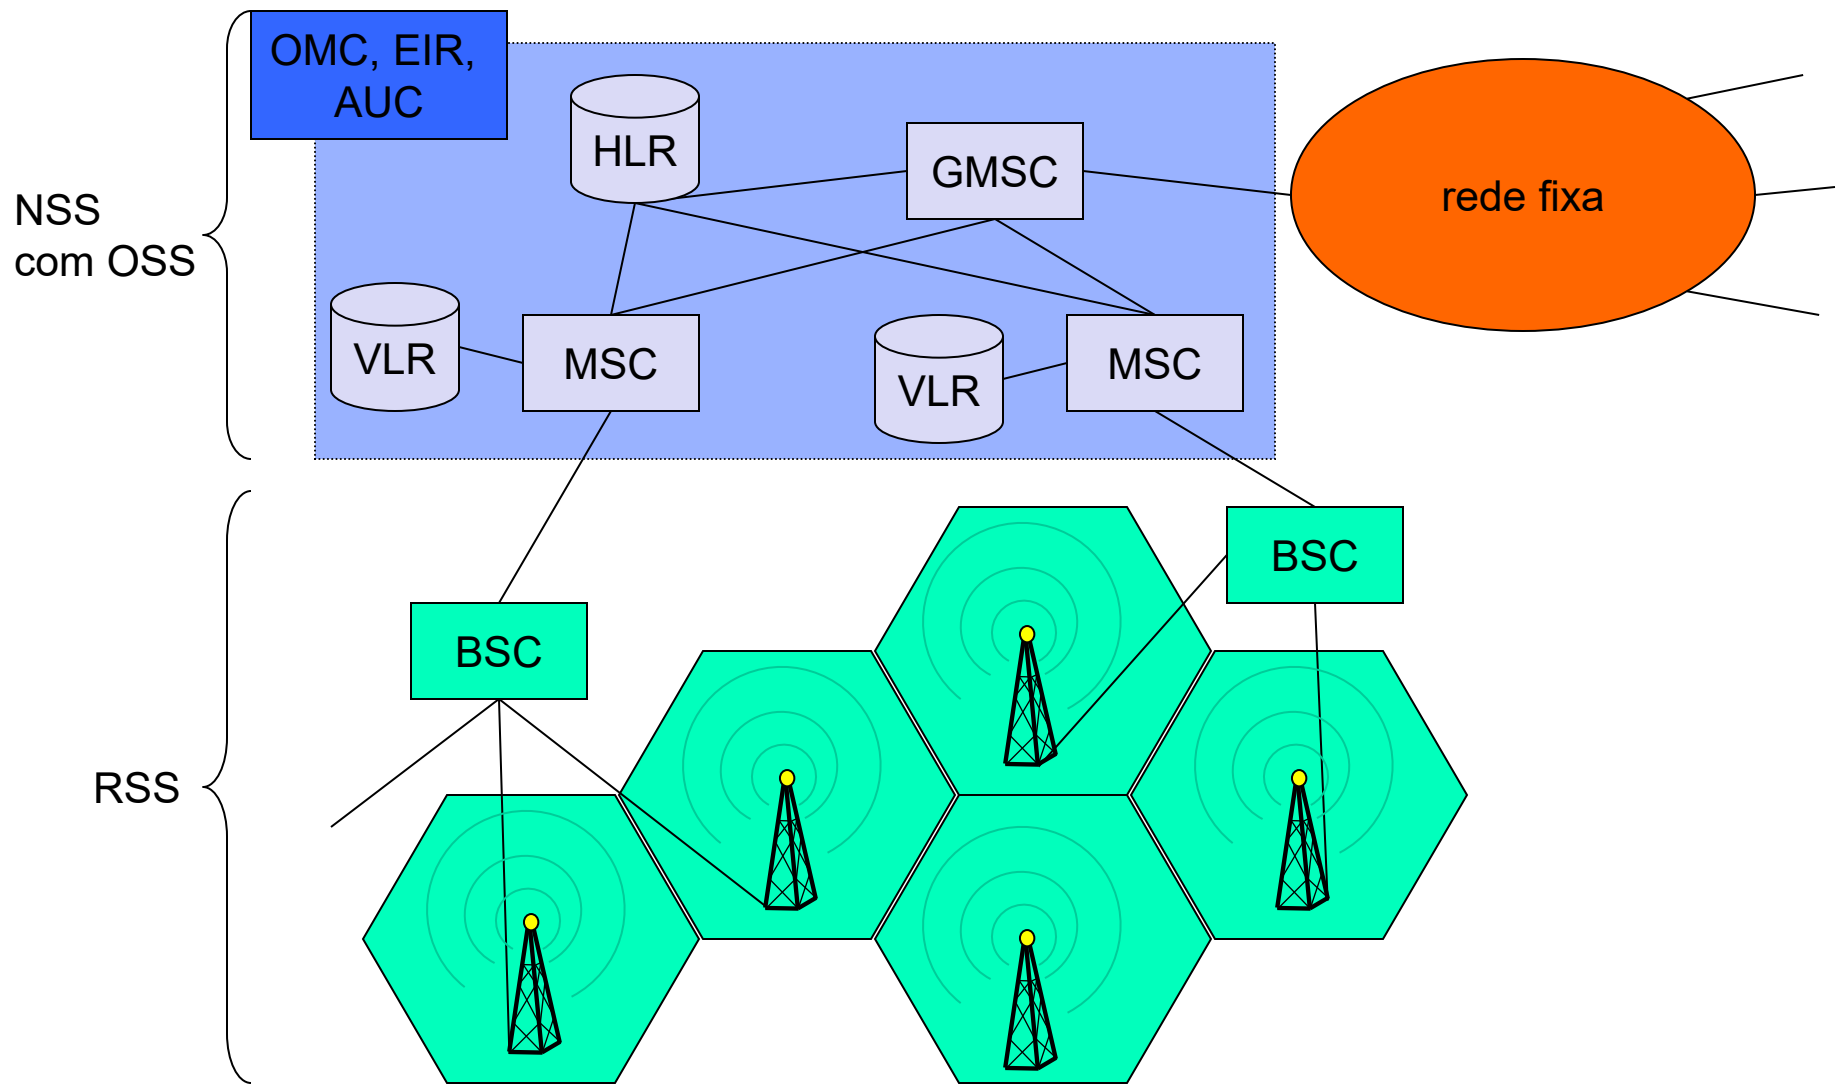 OMC, EIR,
AUC
HLR
GMSC
rede fixa
NSS
com OSS
VLR
MSC
VLR
MSC
BSC
BSC
RSS